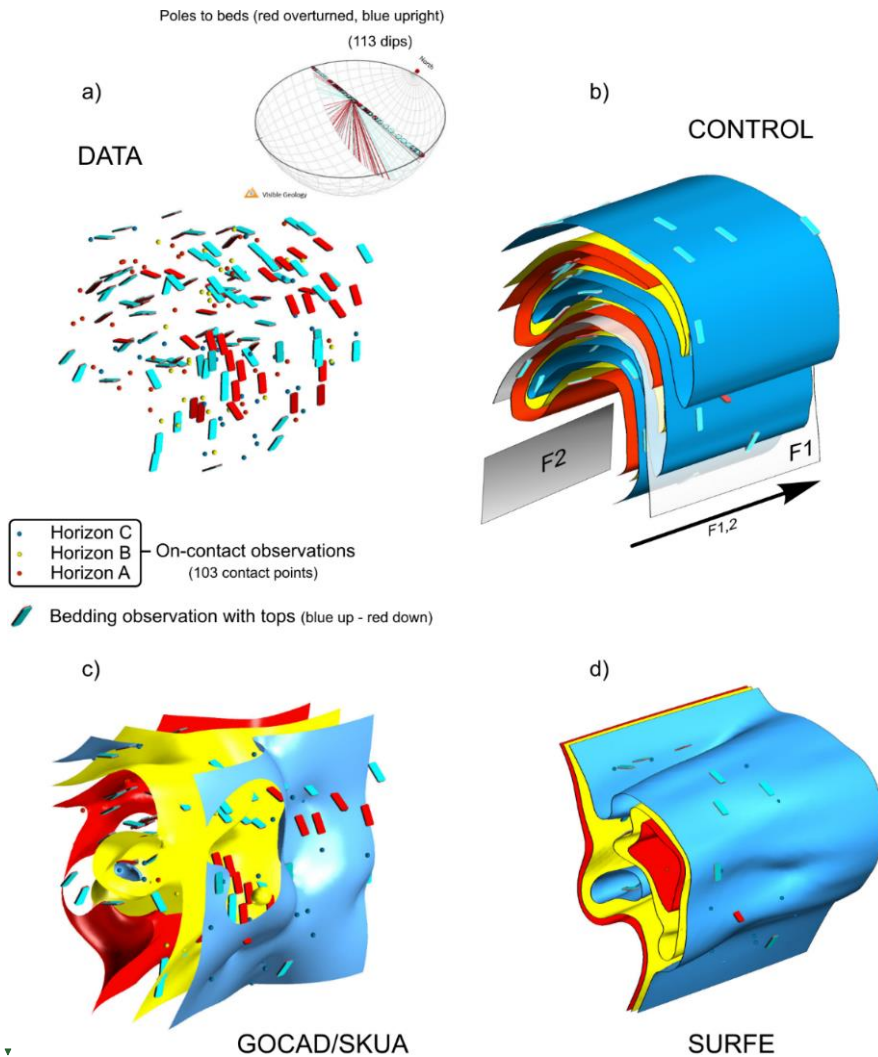 Poles to beds (red overturned, blue upright)
(113 dips)
North
a)
b)
DATA
CONTROL
Visible Geology
F2
F1
F1,2
Horizon C
Horizon B
Horizon A
On-contact observations
(103 contact points)
Bedding observation with tops (blue up - red down)
c)
d)
GOCAD/SKUA
SURFE